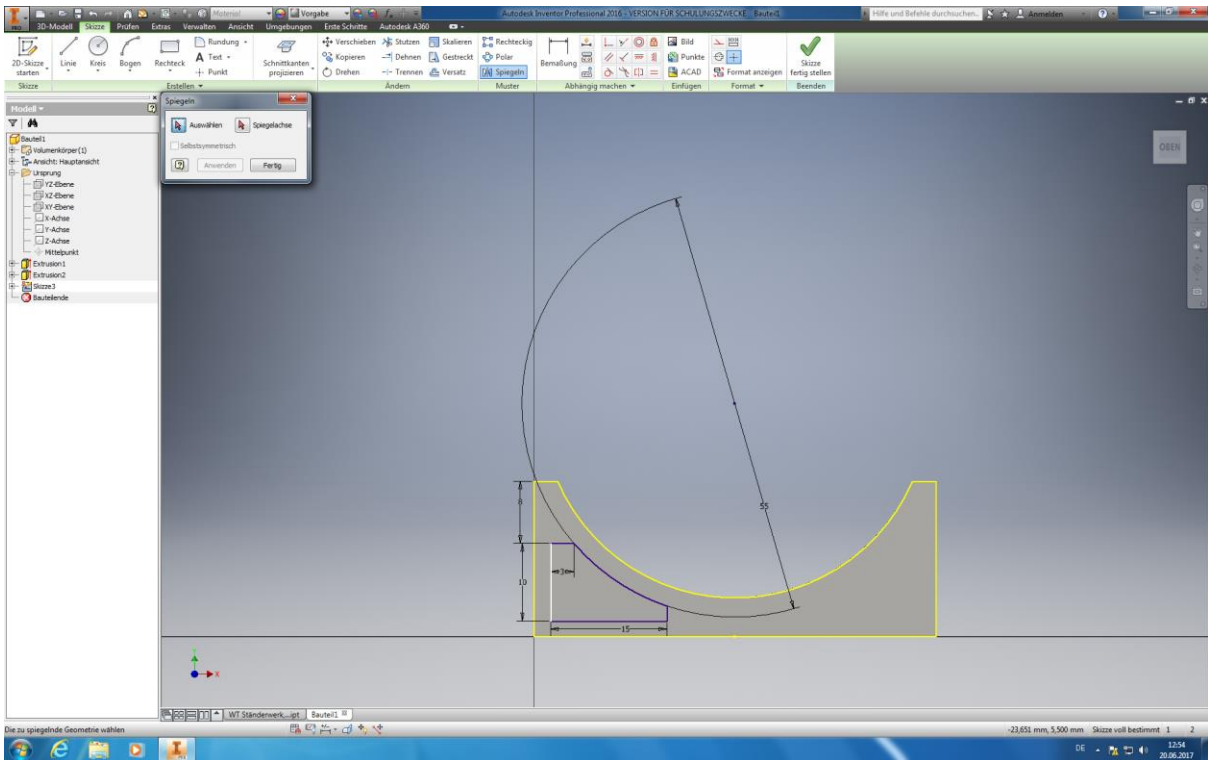 Material
Vorgabe
Autodesk Inventor Professional 2016 - VERSION FÜR SCHULUNGSZWECKE Bauteil1
Hilfe und Befehle durchsuchen...
Anmelden
PRO
3D-Modell Skizze Prüfen Extras Verwalten Ansicht Umgebungen Erste Schritte Autodesk A360
2D-Skizze starten
Linie
Kreis
Bogen
Rechteck
Rundung
Text
Punkt
Schnittkanten projizieren
Verschieben
Kopieren
Drehen
Stutzen
Dehnen
Trennen
Skalieren
Gestreckt
Versatz
Rechteckig
Polar
Spiegeln
Bemaßung
Bild
Punkte
ACAD
Format anzeigen
Skizze fertig stellen
Skizze Erstellen Ändern Muster Abhängig machen Einfügen Format Beenden
Modell
Bauteil1
Volumenkörper(1)
Ansicht: Hauptansicht
Ursprung
YZ-Ebene
XZ-Ebene
XY-Ebene
X-Achse
Y-Achse
Z-Achse
Mittelpunkt
Extrusion1
Extrusion2
Skizze3
Bauteilende
Spiegeln
Auswählen Spiegelachse
Selbstsymmetrisch
Anwenden Fertig
OBEN
8
55
3
10
15
X
WT Ständerwerk...ipt Bauteil1
Die zu spiegelnde Geometrie wählen
-23,651 mm, 5,500 mm Skizze voll bestimmt 1 2
DE
12:54
20.06.2017